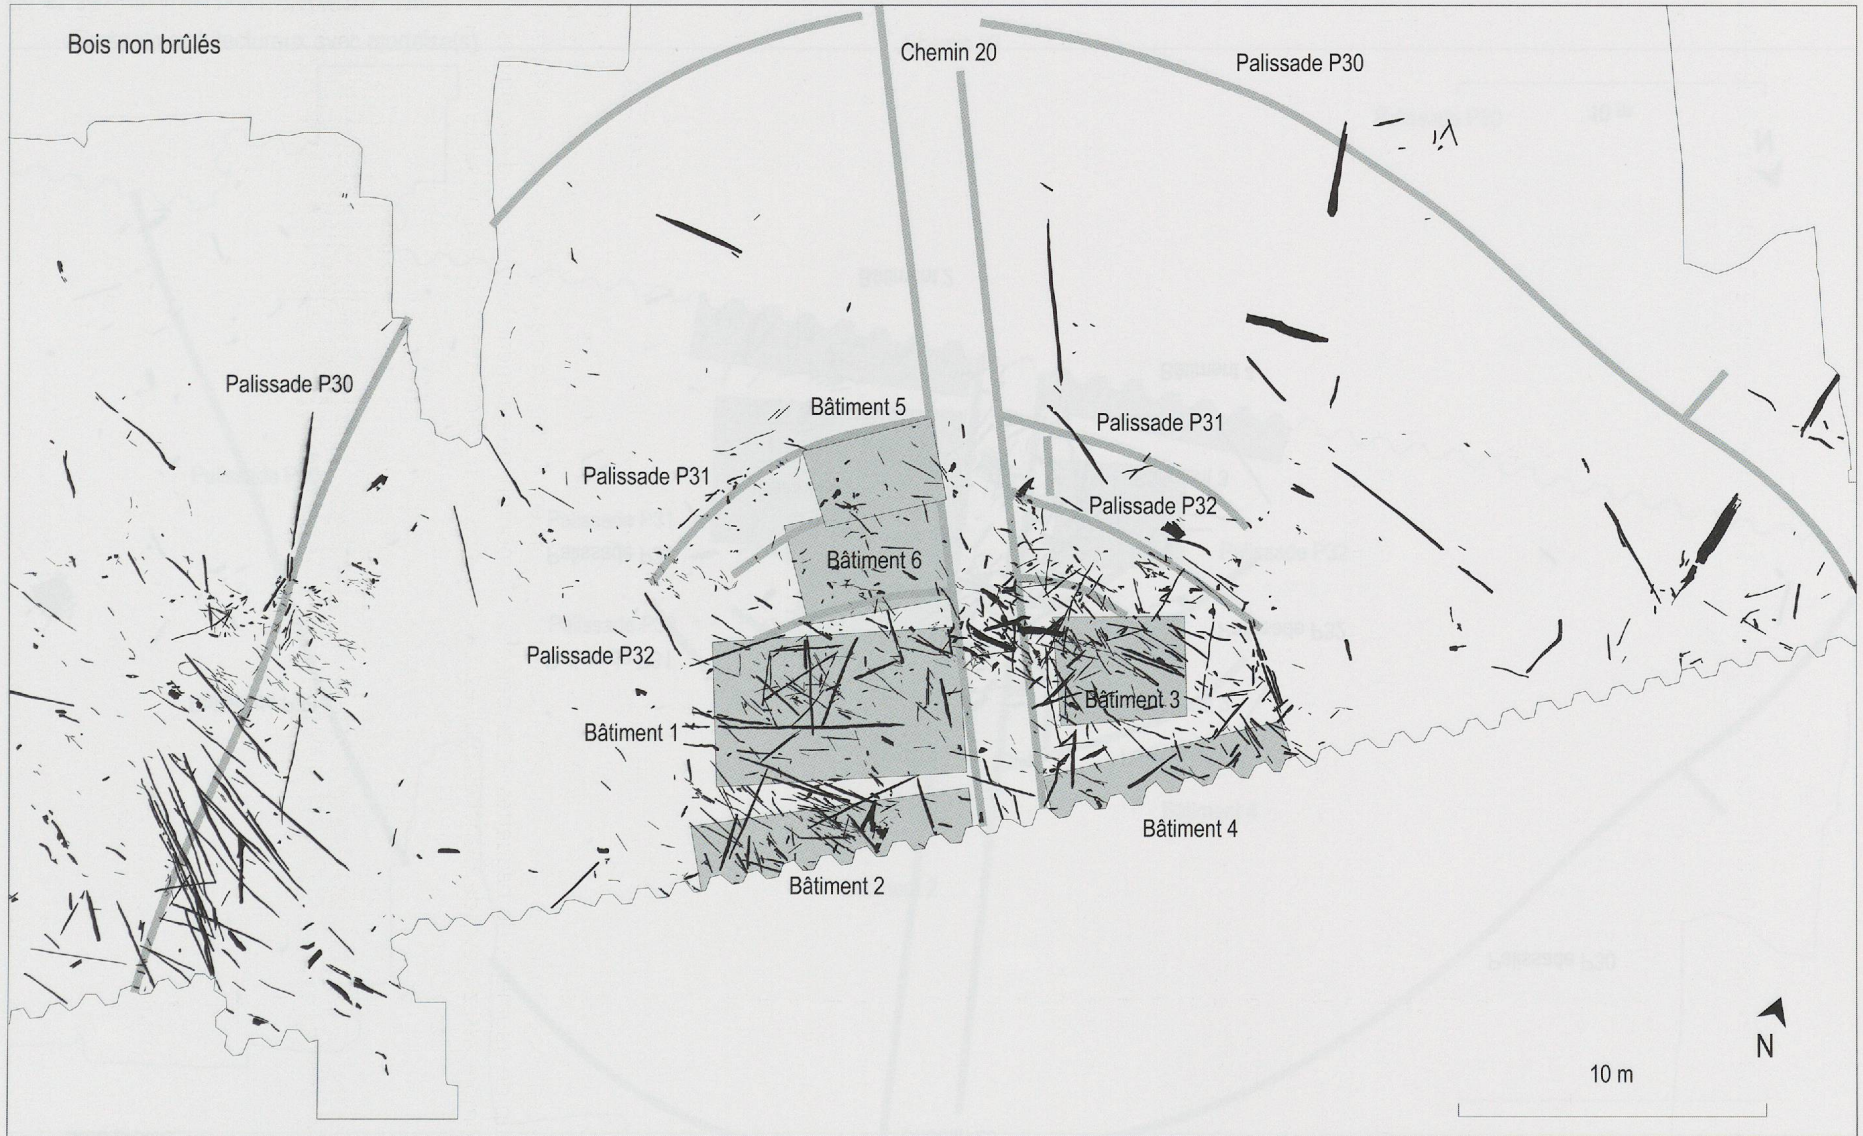 Bois non brûlés
Chemin 20
Palissade P30
Palissade P30
Bâtiment 5
Palissade P31
Palissade P31
Palissade P32
Bâtiment 6
Palissade P32
Bâtiment 3
Bâtiment 1
Bâtiment 4
Bâtiment 2
N
10 m